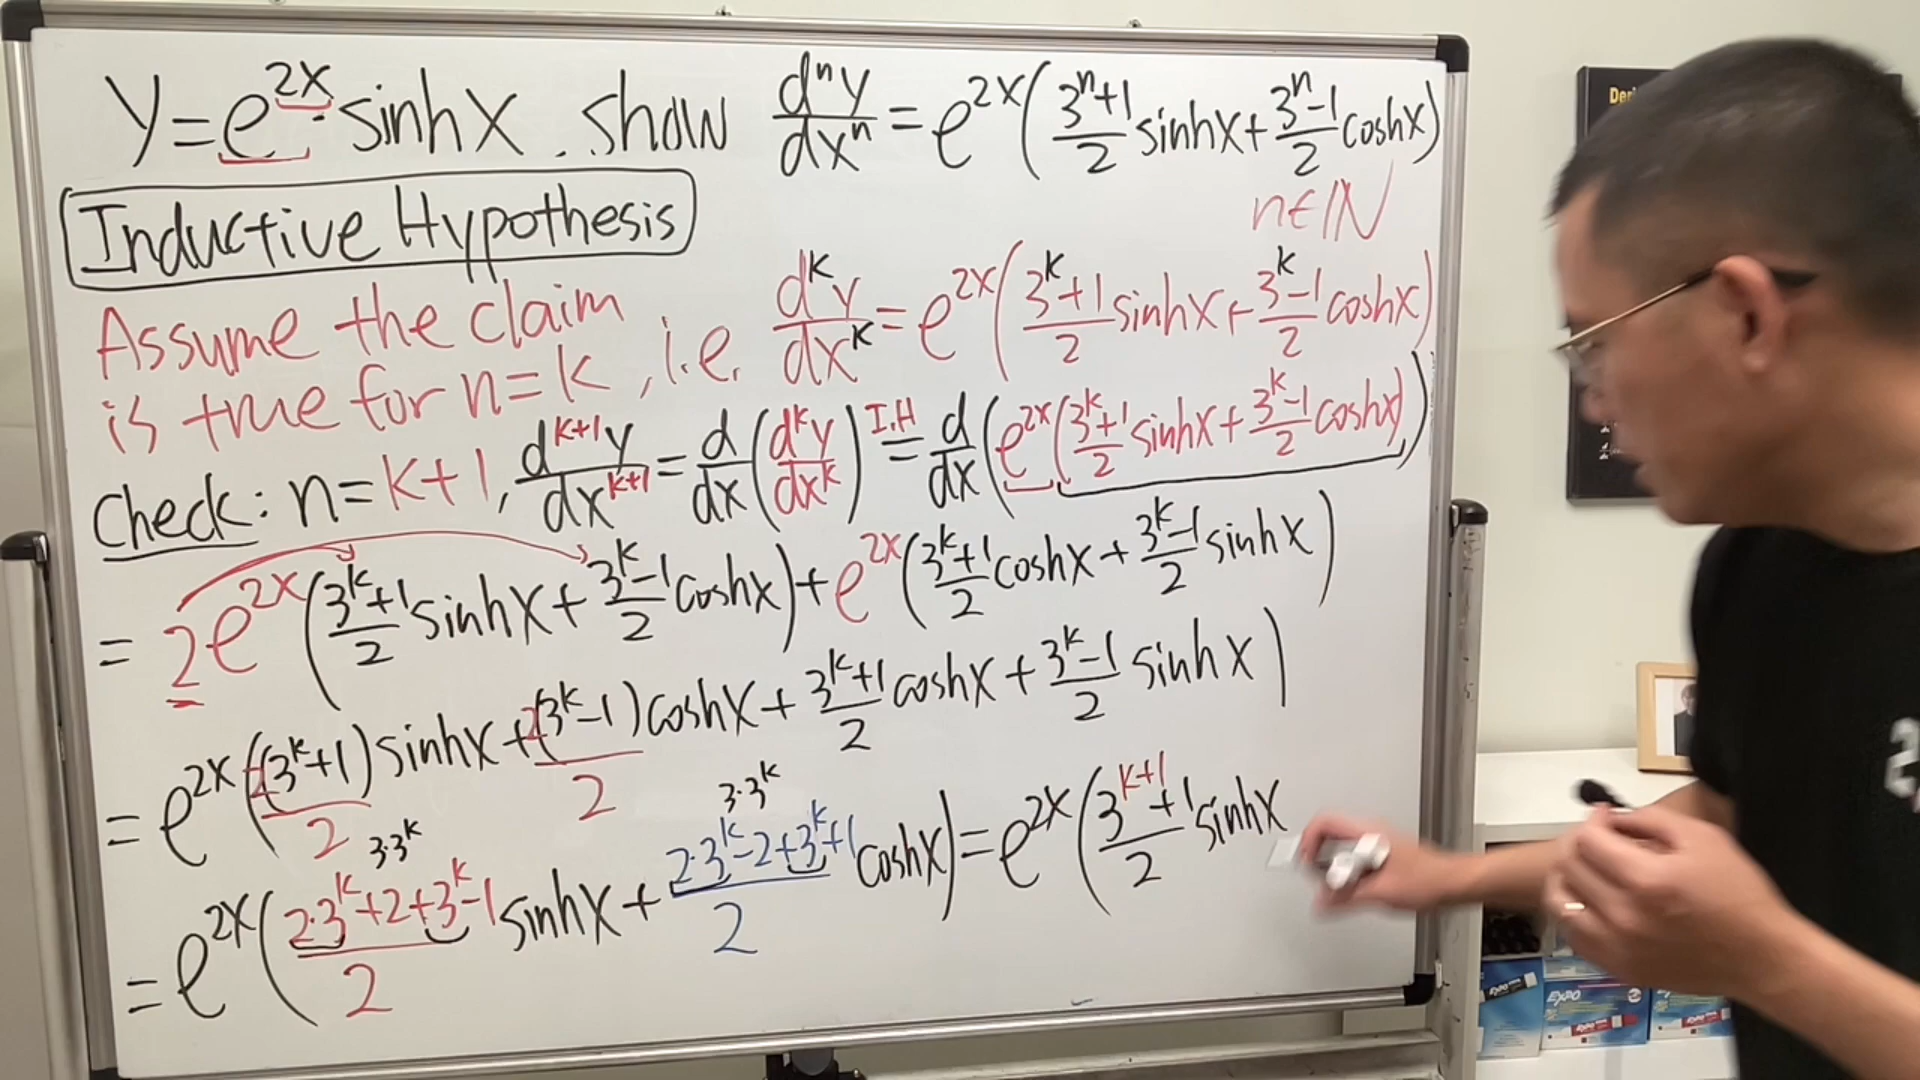 y=e^{2x}·sinhx. show d^n y/dx^n = e^{2x}((3^n+1)/2 sinhx + (3^n-1)/2 coshx)
n∈ℕ
Inductive Hypothesis
Assume the claim
is true for n=k, i.e. d^k y/dx^k = e^{2x}((3^k+1)/2 sinhx + (3^k-1)/2 coshx)
Check: n=k+1, d^{k+1}y/dx^{k+1} = d/dx(d^k y/dx^k) I.H = d/dx(e^{2x}((3^k+1)/2 sinhx + (3^k-1)/2 coshx))
= 2e^{2x}((3^k+1)/2 sinhx + (3^k-1)/2 coshx) + e^{2x}((3^k+1)/2 coshx + (3^k-1)/2 sinhx)
= e^{2x}(2(3^k+1)/2 sinhx + 2(3^k-1)/2 coshx + (3^k+1)/2 coshx + (3^k-1)/2 sinhx)
3·3^k 3·3^k
= e^{2x}((2·3^k+2+3^k-1)/2 sinhx + (2·3^k-2+3^k+1)/2 coshx) = e^{2x}((3^{k+1}+1)/2 sinhx
Deri
EXPO
EXPO
EXPO